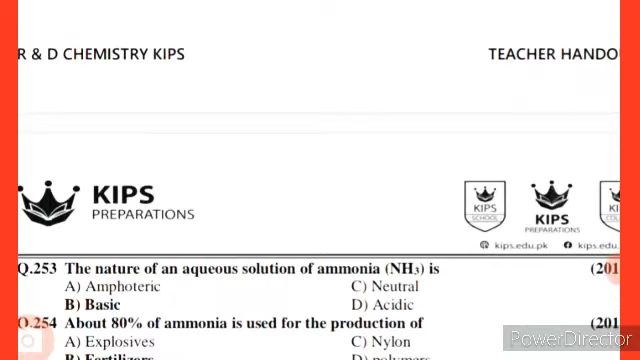 R & D CHEMISTRY KIPS TEACHER HANDO
KIPS
PREPARATIONS
KIPS
SCHOOL
KIPS
PREPARATIONS
kips.edu.pk kips.edu.
Q.253 The nature of an aqueous solution of ammonia (NH₃) is (201
A) Amphoteric C) Neutral
B) Basic D) Acidic
Q.254 About 80% of ammonia is used for the production of (201
A) Explosives C) Nylon
B) Fertilizers D) polymers
PowerDirector